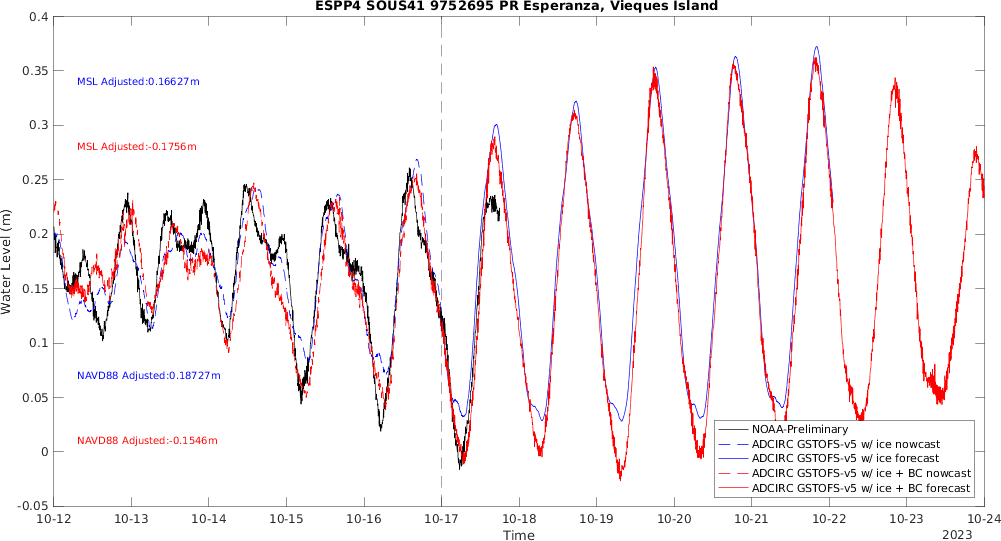 ESPP4 SOUS41 9752695 PR Esperanza, Vieques Island
0.4
0.35
0.3
0.25
0.2
0.15
0.1
0.05
0
-0.05
Water Level (m)
MSL Adjusted:0.16627m
MSL Adjusted:-0.1756m
NAVD88 Adjusted:0.18727m
NAVD88 Adjusted:-0.1546m
NOAA-Preliminary
ADCIRC GSTOFS-v5 w/ ice nowcast
ADCIRC GSTOFS-v5 w/ ice forecast
ADCIRC GSTOFS-v5 w/ ice + BC nowcast
ADCIRC GSTOFS-v5 w/ ice + BC forecast
10-12 10-13 10-14 10-15 10-16 10-17 10-18 10-19 10-20 10-21 10-22 10-23 10-24
Time
2023